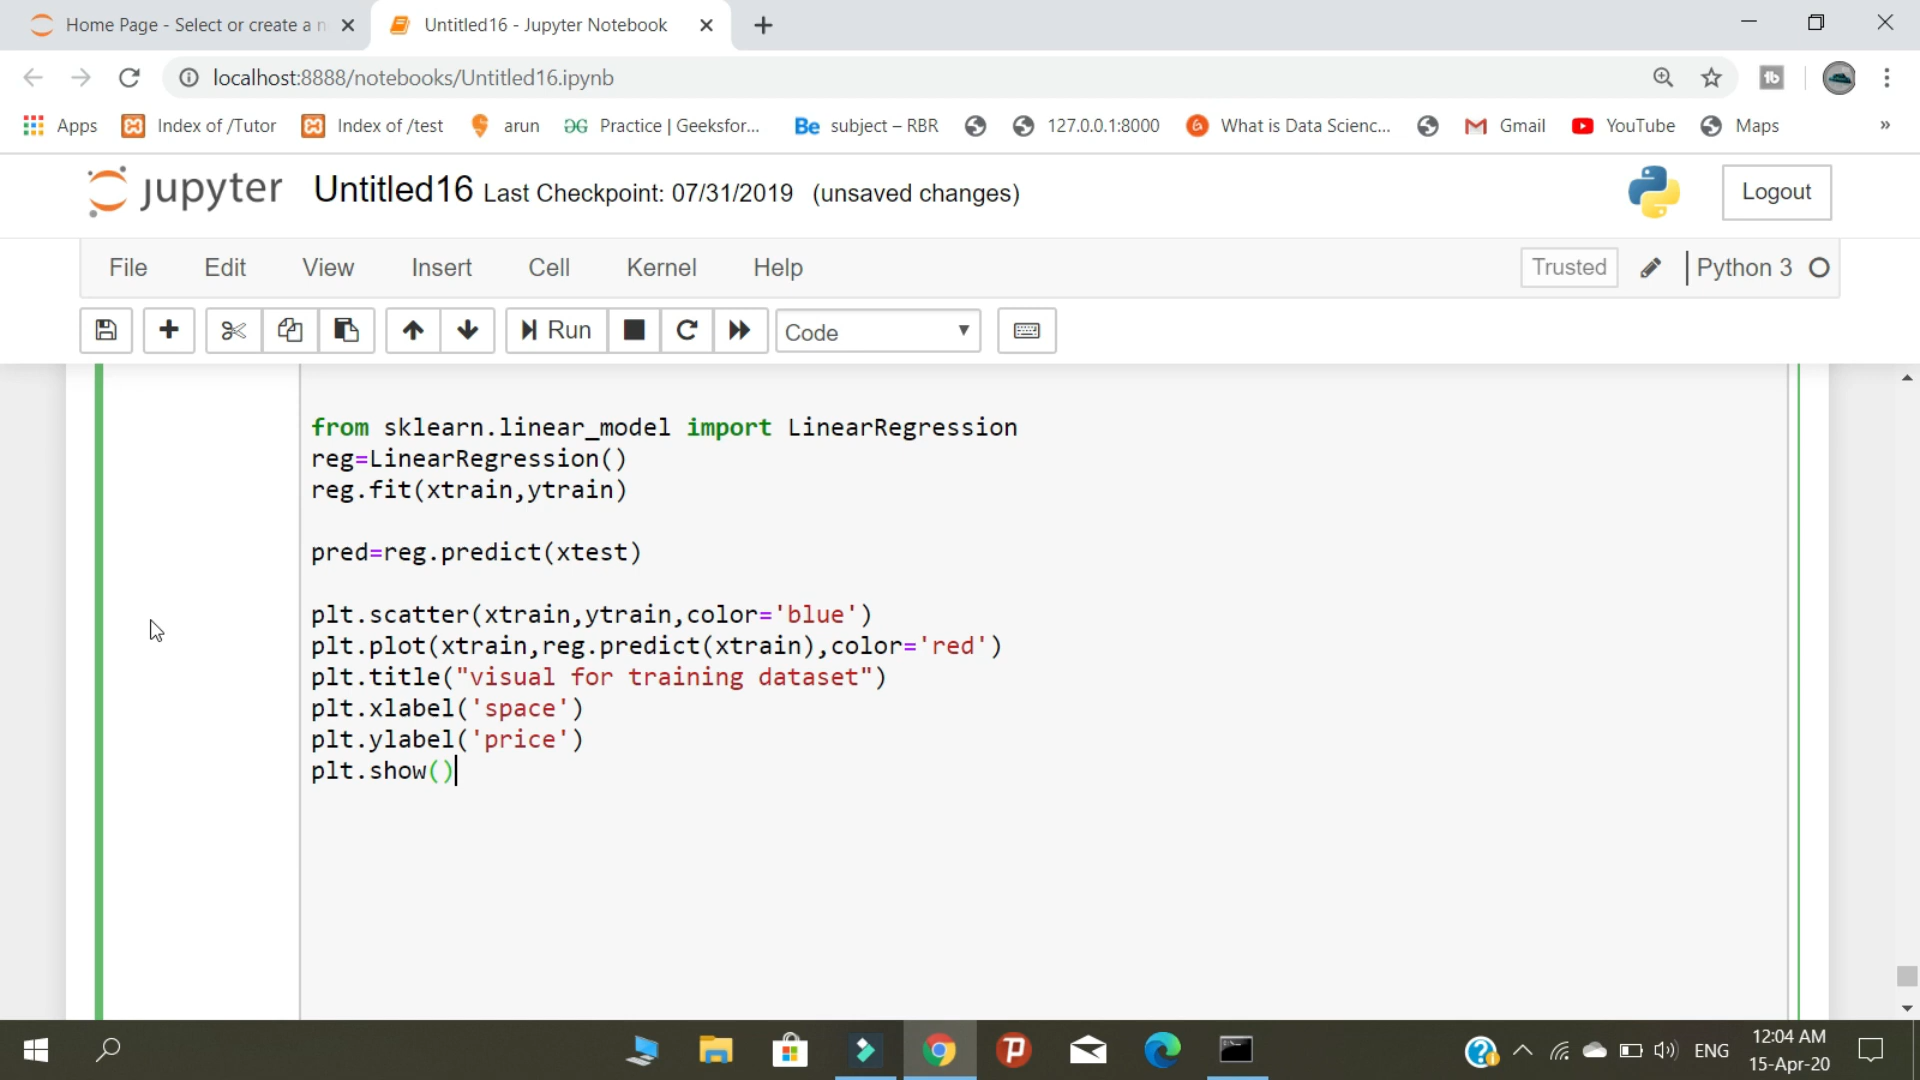 Home Page - Select or create a n
Untitled16 - Jupyter Notebook
localhost:8888/notebooks/Untitled16.ipynb
Apps
Index of /Tutor
Index of /test
arun
Practice | Geeksfor...
Be subject – RBR
127.0.0.1:8000
What is Data Scienc...
Gmail
YouTube
Maps
»
jupyter Untitled16 Last Checkpoint: 07/31/2019 (unsaved changes)
Logout
File Edit View Insert Cell Kernel Help
Trusted
Python 3
Run
Code
from sklearn.linear_model import LinearRegression
reg=LinearRegression()
reg.fit(xtrain,ytrain)
pred=reg.predict(xtest)
plt.scatter(xtrain,ytrain,color='blue')
plt.plot(xtrain,reg.predict(xtrain),color='red')
plt.title("visual for training dataset")
plt.xlabel('space')
plt.ylabel('price')
plt.show()
ENG
12:04 AM
15-Apr-20